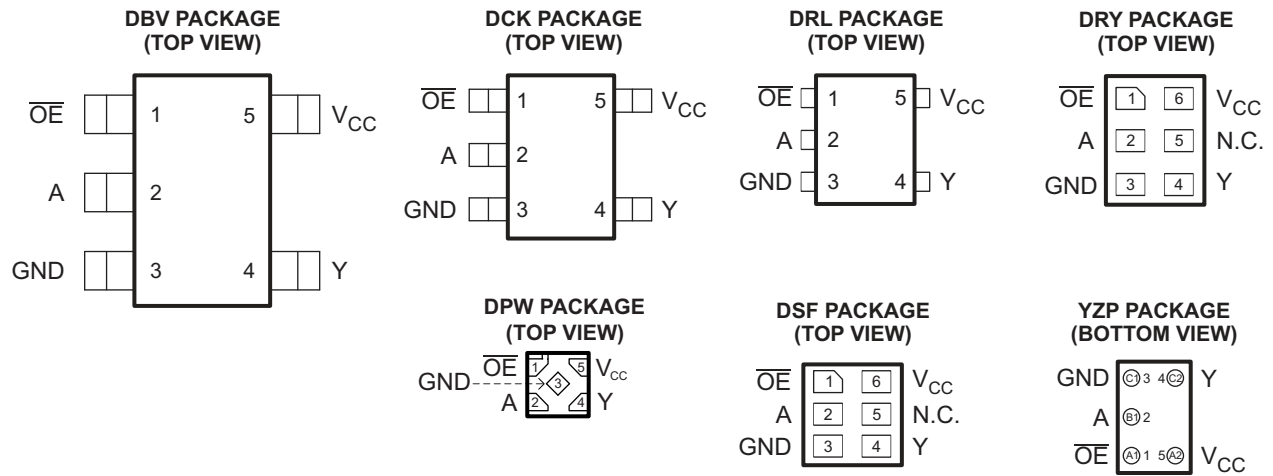 DBV PACKAGE
(TOP VIEW)
OE 1 5 VCC
A 2
GND 3 4 Y
DCK PACKAGE
(TOP VIEW)
OE 1 5 VCC
A 2
GND 3 4 Y
DRL PACKAGE
(TOP VIEW)
OE 1 5 VCC
A 2
GND 3 4 Y
DRY PACKAGE
(TOP VIEW)
OE 1 6 VCC
A 2 5 N.C.
GND 3 4 Y
DPW PACKAGE
(TOP VIEW)
OE 1 5 VCC
GND 3
A 2 4 Y
DSF PACKAGE
(TOP VIEW)
OE 1 6 VCC
A 2 5 N.C.
GND 3 4 Y
YZP PACKAGE
(BOTTOM VIEW)
GND C1 3 4 C2 Y
A B1 2
OE A1 1 5 A2 VCC